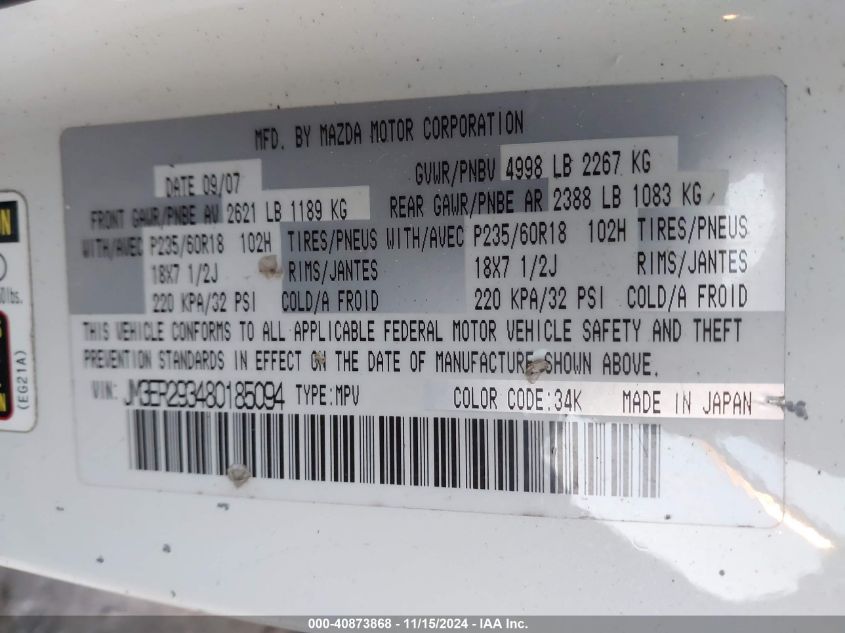 MFD. BY MAZDA MOTOR CORPORATION
DATE 09/07 GVWR/PNBV 4998 LB 2267 KG
FRONT GAWR/PNBE AV 2621 LB 1189 KG REAR GAWR/PNBE AR 2388 LB 1083 KG
WITH/AVEC P235/60R18 102H TIRES/PNEUS WITH/AVEC P235/60R18 102H TIRES/PNEUS
18X7 1/2J RIMS/JANTES 18X7 1/2J RIMS/JANTES
220 KPA/32 PSI COLD/A FROID 220 KPA/32 PSI COLD/A FROID
THIS VEHICLE CONFORMS TO ALL APPLICABLE FEDERAL MOTOR VEHICLE SAFETY AND THEFT
PREVENTION STANDARDS IN EFFECT ON THE DATE OF MANUFACTURE SHOWN ABOVE.
VIN: JM3ER293480185094 TYPE:MPV COLOR CODE:34K MADE IN JAPAN
(EG21A)
000-40873868 - 11/15/2024 - IAA Inc.